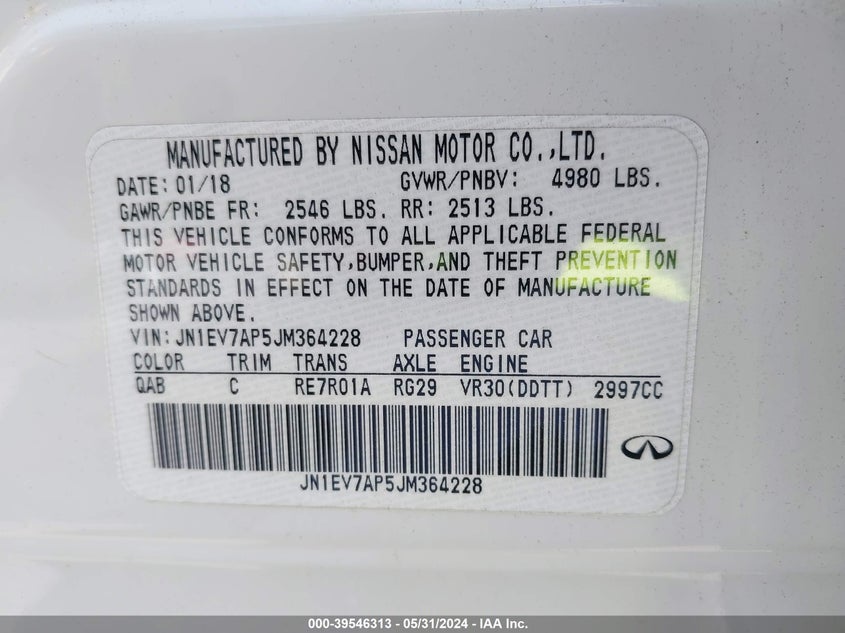 MANUFACTURED BY NISSAN MOTOR CO.,LTD.
DATE: 01/18 GVWR/PNBV: 4980 LBS.
GAWR/PNBE FR: 2546 LBS. RR: 2513 LBS.
THIS VEHICLE CONFORMS TO ALL APPLICABLE FEDERAL
MOTOR VEHICLE SAFETY,BUMPER,AND THEFT PREVENTION
STANDARDS IN EFFECT ON THE DATE OF MANUFACTURE
SHOWN ABOVE.
VIN: JN1EV7AP5JM364228 PASSENGER CAR
COLOR TRIM TRANS AXLE ENGINE
QAB C RE7R01A RG29 VR30(DDTT) 2997CC
JN1EV7AP5JM364228
000-39546313 - 05/31/2024 - IAA Inc.